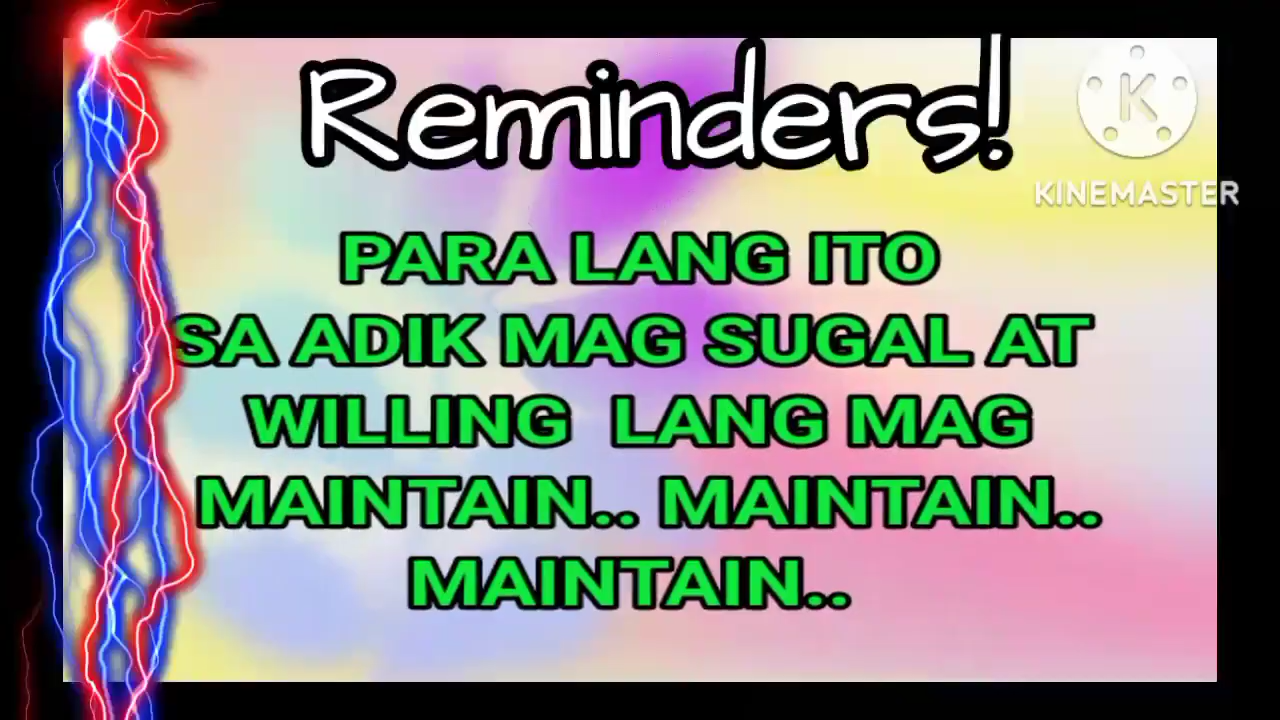 Reminders!
K
KINEMASTER
PARA LANG ITO
SA ADIK MAG SUGAL AT
WILLING LANG MAG
MAINTAIN.. MAINTAIN..
MAINTAIN..